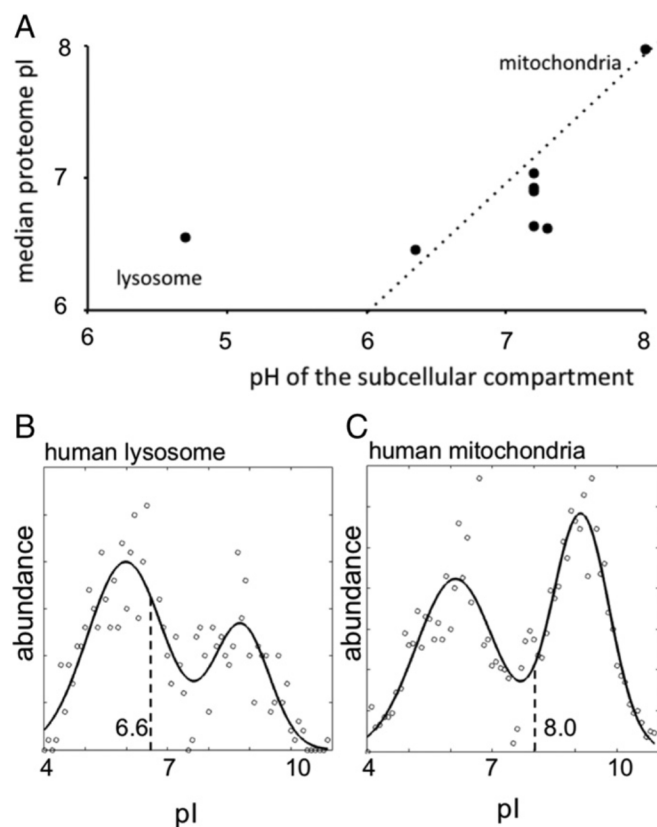 A
8
mitochondria
median proteome pI
7
lysosome
6
6 5 6 7 8
pH of the subcellular compartment
B C
human lysosome human mitochondria
abundance abundance
6.6 8.0
4 7 10 4 7 10
pI pI